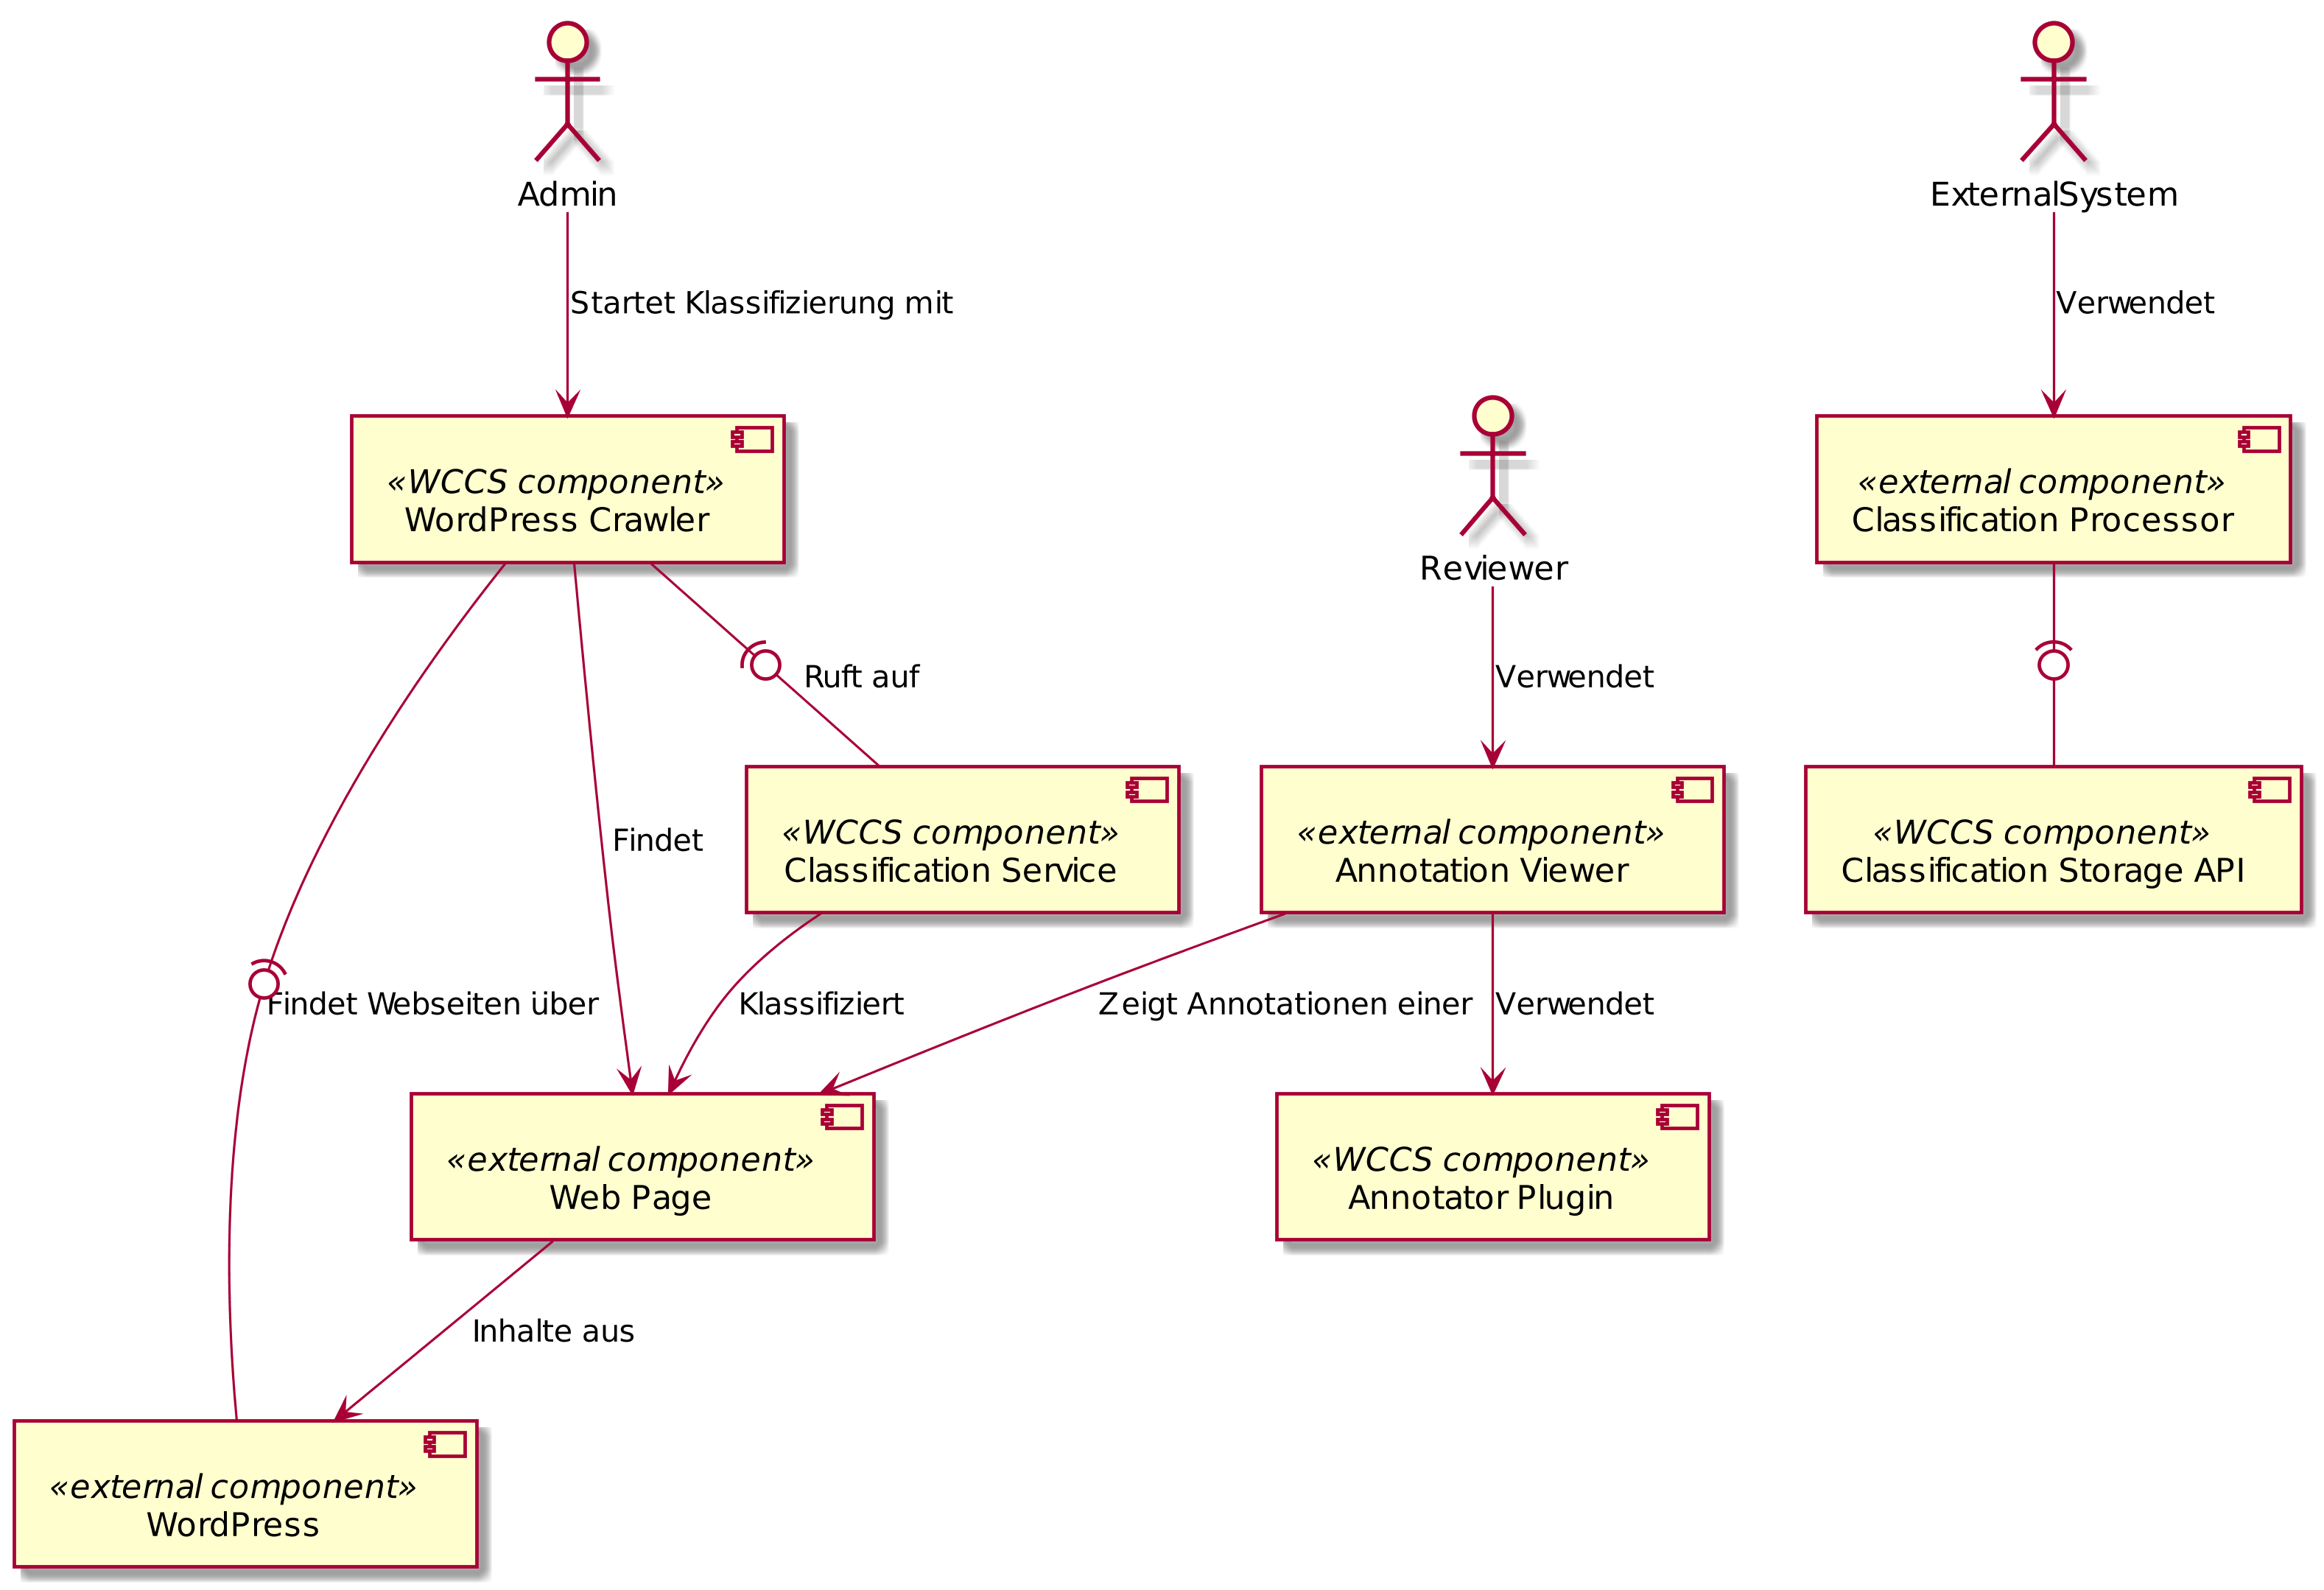 Admin
ExternalSystem
Startet Klassifizierung mit
Verwendet
«WCCS component»
WordPress Crawler
«external component»
Classification Processor
Reviewer
Ruft auf
Verwendet
Findet
«WCCS component»
Classification Service
«external component»
Annotation Viewer
«WCCS component»
Classification Storage API
Findet Webseiten über
Klassifiziert
Zeigt Annotationen einer
Verwendet
«external component»
Web Page
«WCCS component»
Annotator Plugin
Inhalte aus
«external component»
WordPress